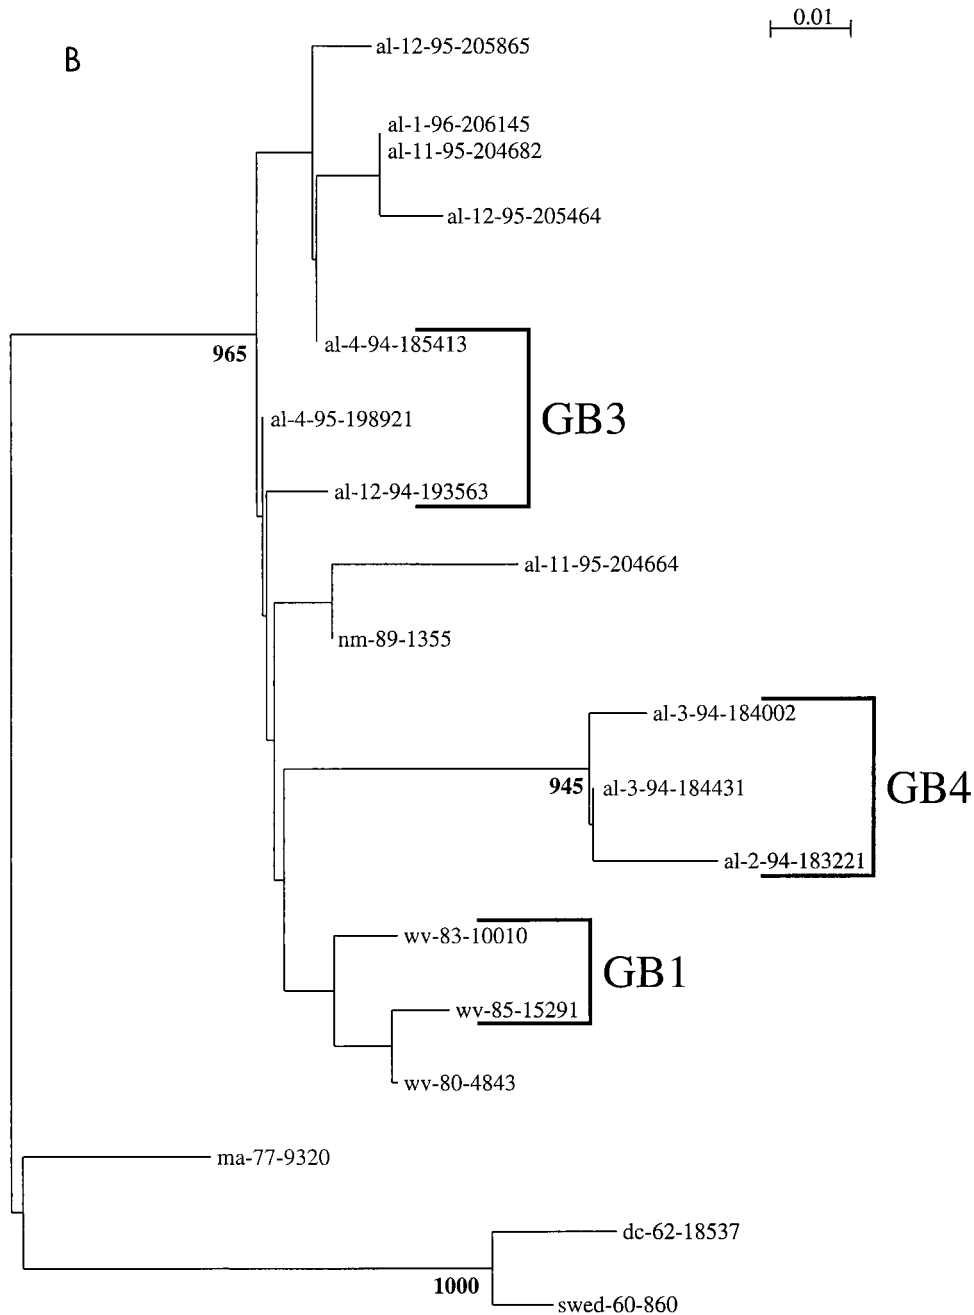 0.01
B
al-12-95-205865
al-1-96-206145
al-11-95-204682
al-12-95-205464
965
al-4-94-185413
GB3
al-4-95-198921
al-12-94-193563
al-11-95-204664
nm-89-1355
al-3-94-184002
945
al-3-94-184431
GB4
al-2-94-183221
wv-83-10010
GB1
wv-85-15291
wv-80-4843
ma-77-9320
dc-62-18537
1000
swed-60-860